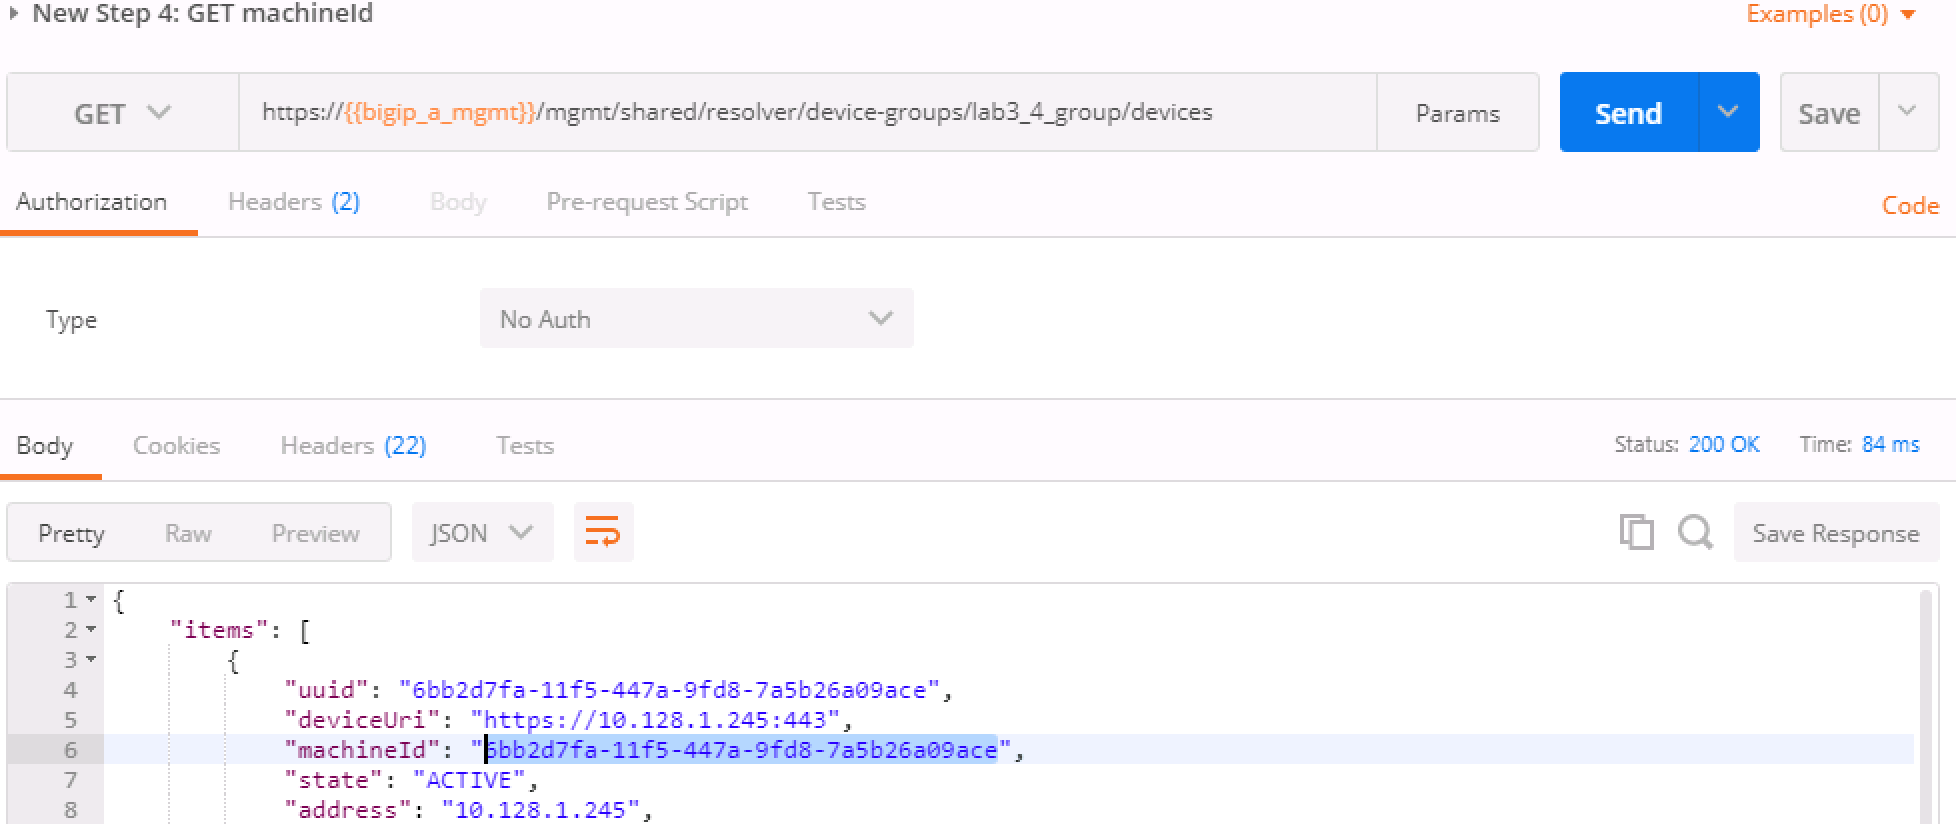 New Step 4: GET machineId
Examples (0)
GET
https://{{bigip_a_mgmt}}/mgmt/shared/resolver/device-groups/lab3_4_group/devices
Params
Send
Save
Authorization
Headers (2)
Body
Pre-request Script
Tests
Code
Type
No Auth
Body
Cookies
Headers (22)
Tests
Status: 200 OK
Time: 84 ms
Pretty
Raw
Preview
JSON
Save Response
1 {
2 "items": [
3 {
4 "uuid": "6bb2d7fa-11f5-447a-9fd8-7a5b26a09ace",
5 "deviceUri": "https://10.128.1.245:443",
6 "machineId": "6bb2d7fa-11f5-447a-9fd8-7a5b26a09ace",
7 "state": "ACTIVE",
8 "address": "10.128.1.245",